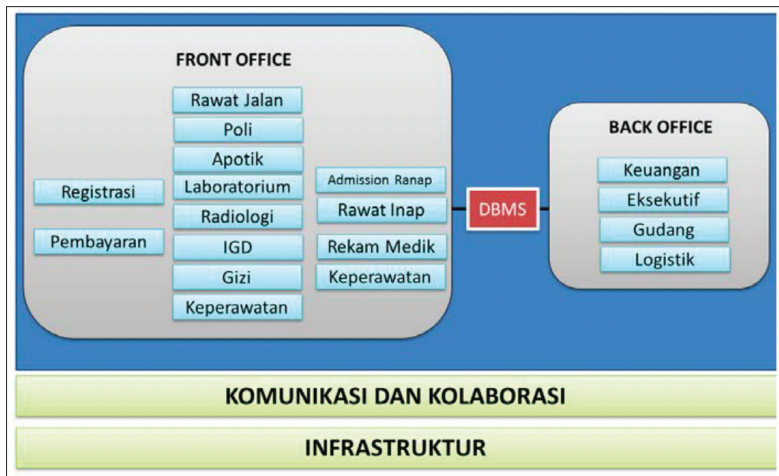 FRONT OFFICE
Registrasi
Pembayaran
Rawat Jalan
Poli
Apotik
Laboratorium
Radiologi
IGD
Gizi
Keperawatan
Admission Ranap
Rawat Inap
Rekam Medik
Keperawatan
DBMS
BACK OFFICE
Keuangan
Eksekutif
Gudang
Logistik
KOMUNIKASI DAN KOLABORASI
INFRASTRUKTUR